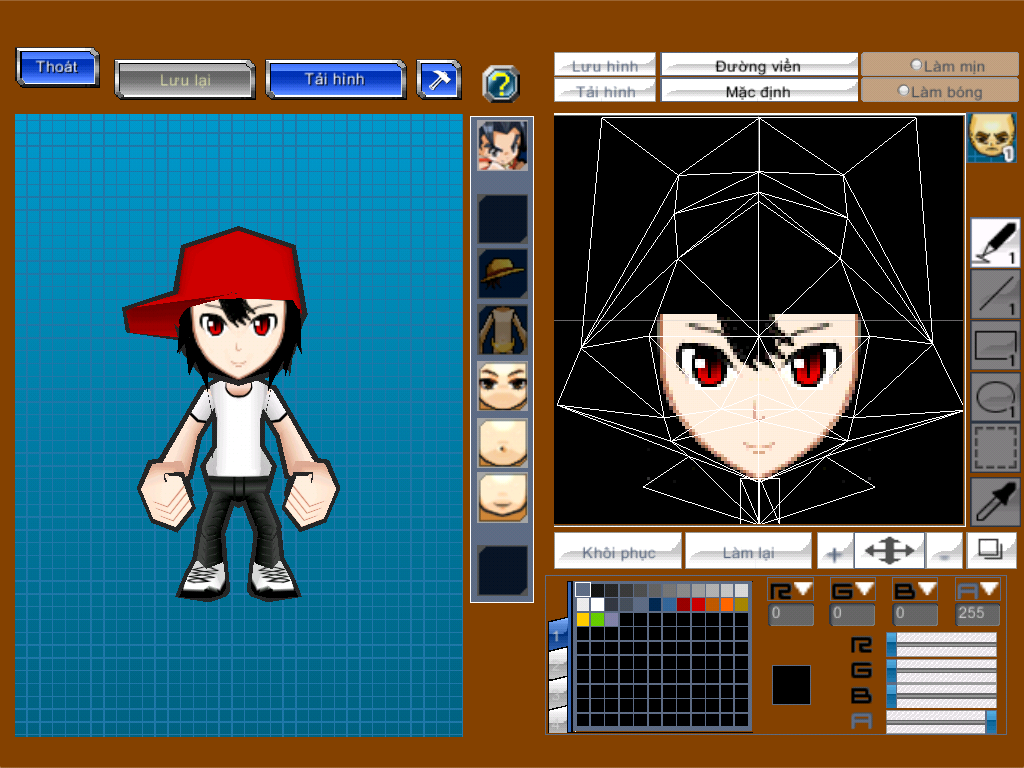 Thoát
Lưu lại
Tải hình
?
Lưu hình
Đường viền
Làm mịn
Tải hình
Mặc định
Làm bóng
1
1
1
1
1
Khôi phục
Làm lại
+
-
R
G
B
A
0
0
0
255
1
R
G
B
A